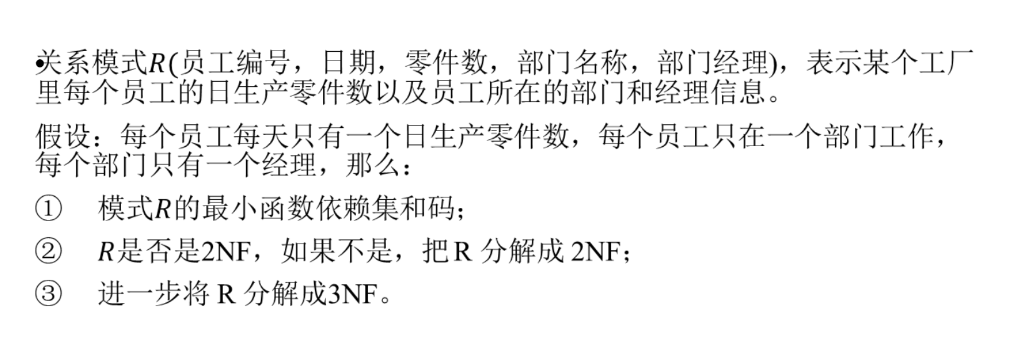 •关系模式R(员工编号，日期，零件数，部门名称，部门经理)，表示某个工厂
里每个员工的日生产零件数以及员工所在的部门和经理信息。
假设：每个员工每天只有一个日生产零件数，每个员工只在一个部门工作，
每个部门只有一个经理，那么：
① 模式R的最小函数依赖集和码；
② R是否是2NF，如果不是，把 R 分解成 2NF；
③ 进一步将 R 分解成3NF。